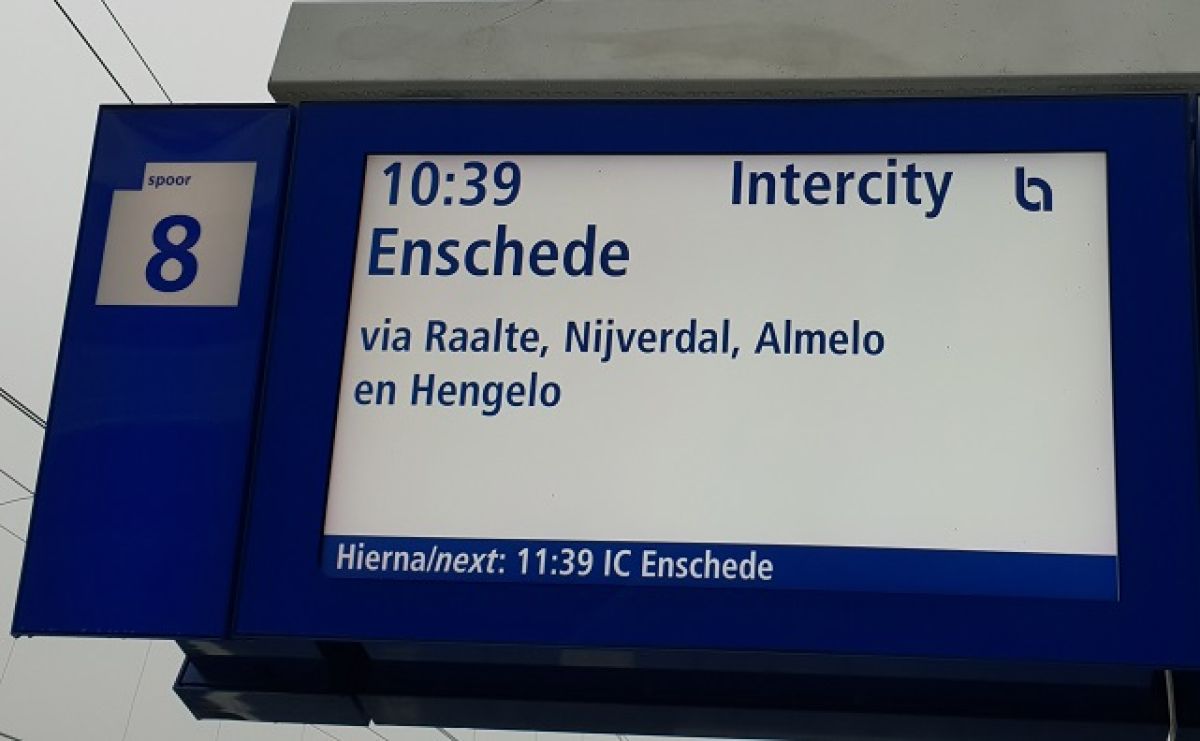 spoor
8
10:39 Intercity
Enschede
via Raalte, Nijverdal, Almelo
en Hengelo
Hierna/next: 11:39 IC Enschede